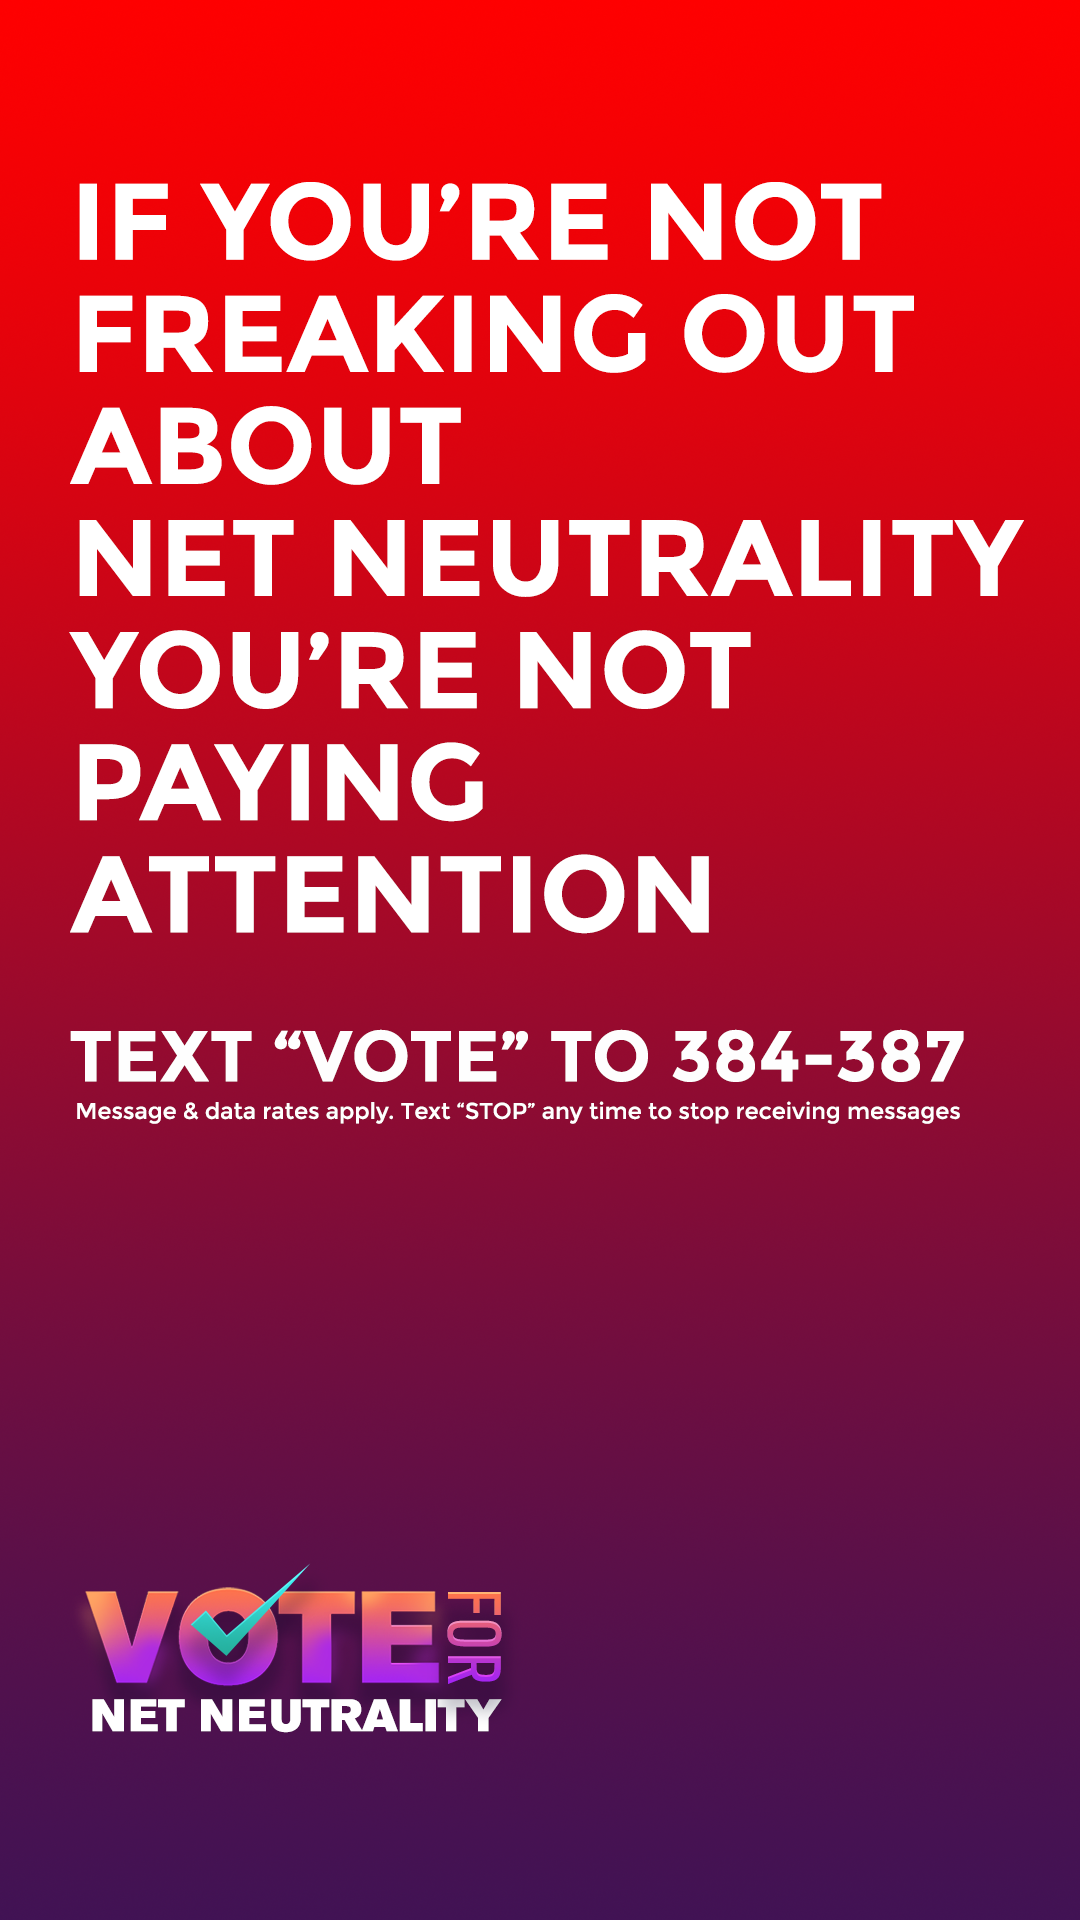 IF YOU’RE NOT
FREAKING OUT
ABOUT
NET NEUTRALITY
YOU’RE NOT
PAYING
ATTENTION
TEXT “VOTE” TO 384-387
Message & data rates apply. Text “STOP” any time to stop receiving messages
VOTE FOR
NET NEUTRALITY